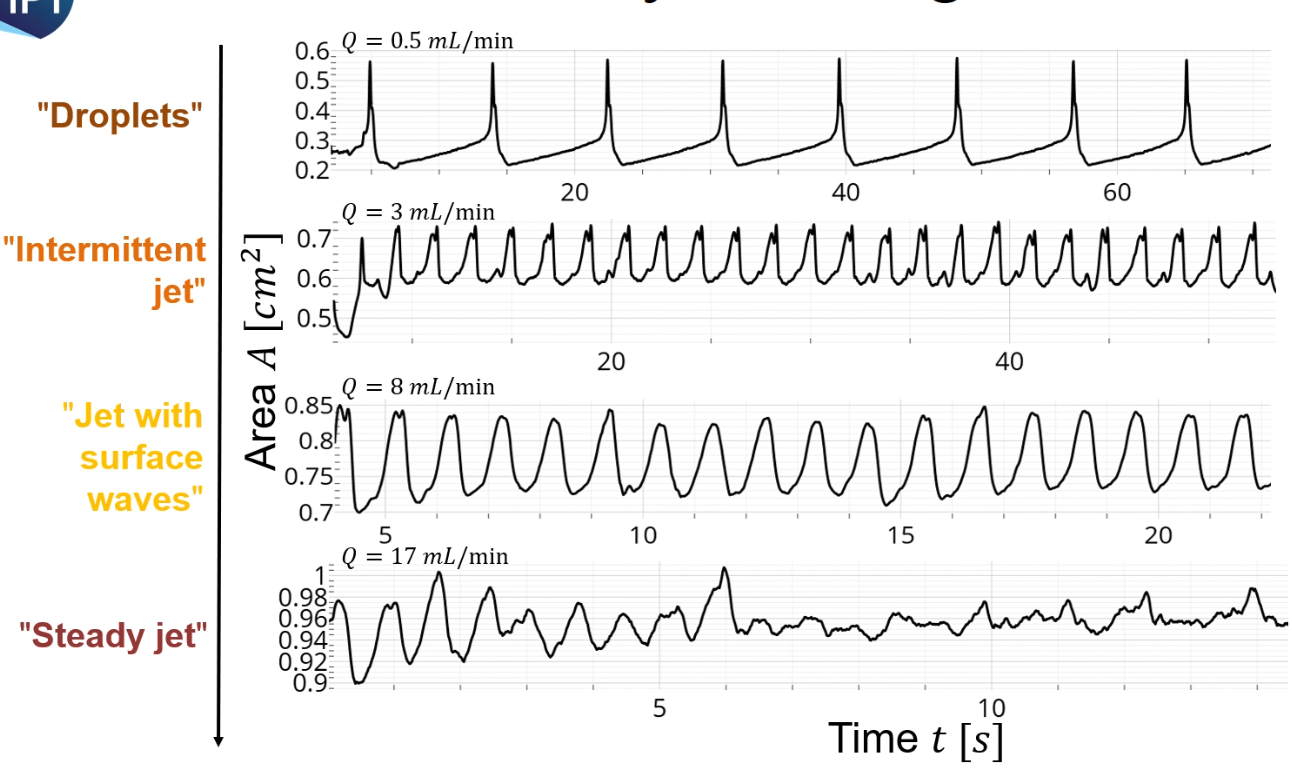 IPT
Q = 0.5 mL/min
"Droplets"
0.6
0.5
0.4
0.3
0.2
20
40
60
Q = 3 mL/min
"Intermittent
jet"
0.7
0.6
0.5
20
40
Area A [cm²]
Q = 8 mL/min
"Jet with
surface
waves"
0.85
0.8
0.75
0.7
5
10
15
20
Q = 17 mL/min
"Steady jet"
1
0.98
0.96
0.94
0.92
0.9
5
10
Time t [s]